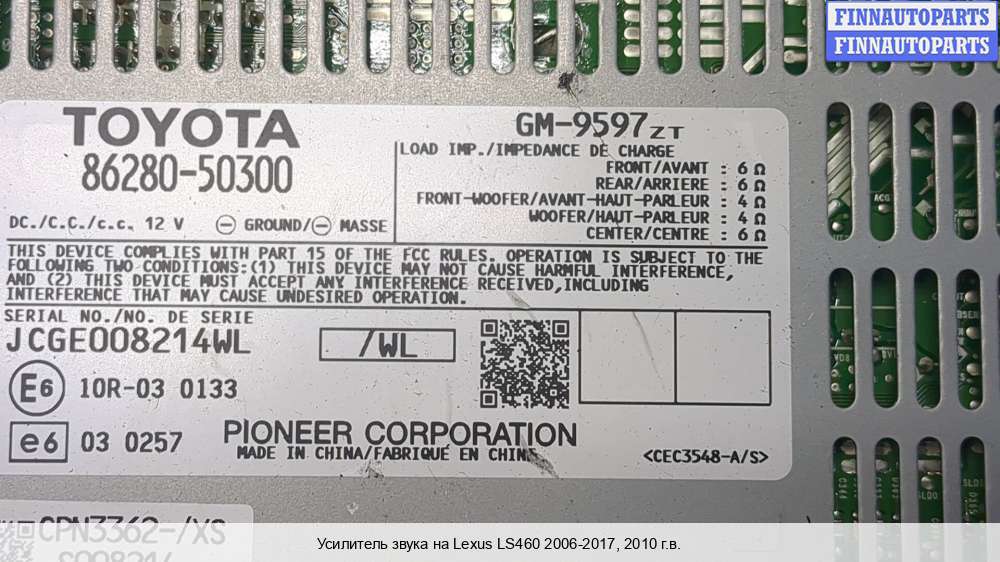 FINNAUTOPARTS
FINNAUTOPARTS
TOYOTA
86280-50300
GM-9597ZT
LOAD IMP./IMPEDANCE DE CHARGE
FRONT/AVANT : 6 Ω
REAR/ARRIERE : 6 Ω
FRONT-WOOFER/AVANT-HAUT-PARLEUR : 4 Ω
WOOFER/HAUT-PARLEUR : 4 Ω
CENTER/CENTRE : 6 Ω
DC./C.C./c.c. 12 V ⊖ GROUND/⊖ MASSE
THIS DEVICE COMPLIES WITH PART 15 OF THE FCC RULES. OPERATION IS SUBJECT TO THE
FOLLOWING TWO CONDITIONS:(1) THIS DEVICE MAY NOT CAUSE HARMFUL INTERFERENCE,
AND (2) THIS DEVICE MUST ACCEPT ANY INTERFERENCE RECEIVED,INCLUDING
INTERFERENCE THAT MAY CAUSE UNDESIRED OPERATION.
SERIAL NO./NO. DE SERIE
JCGE008214WL
/WL
E6 10R-03 0133
e6 03 0257
PIONEER CORPORATION
MADE IN CHINA/FABRIQUÉ EN CHINE
<CEC3548-A/S>
CPN3362-/XS
S008214
Усилитель звука на Lexus LS460 2006-2017, 2010 г.в.